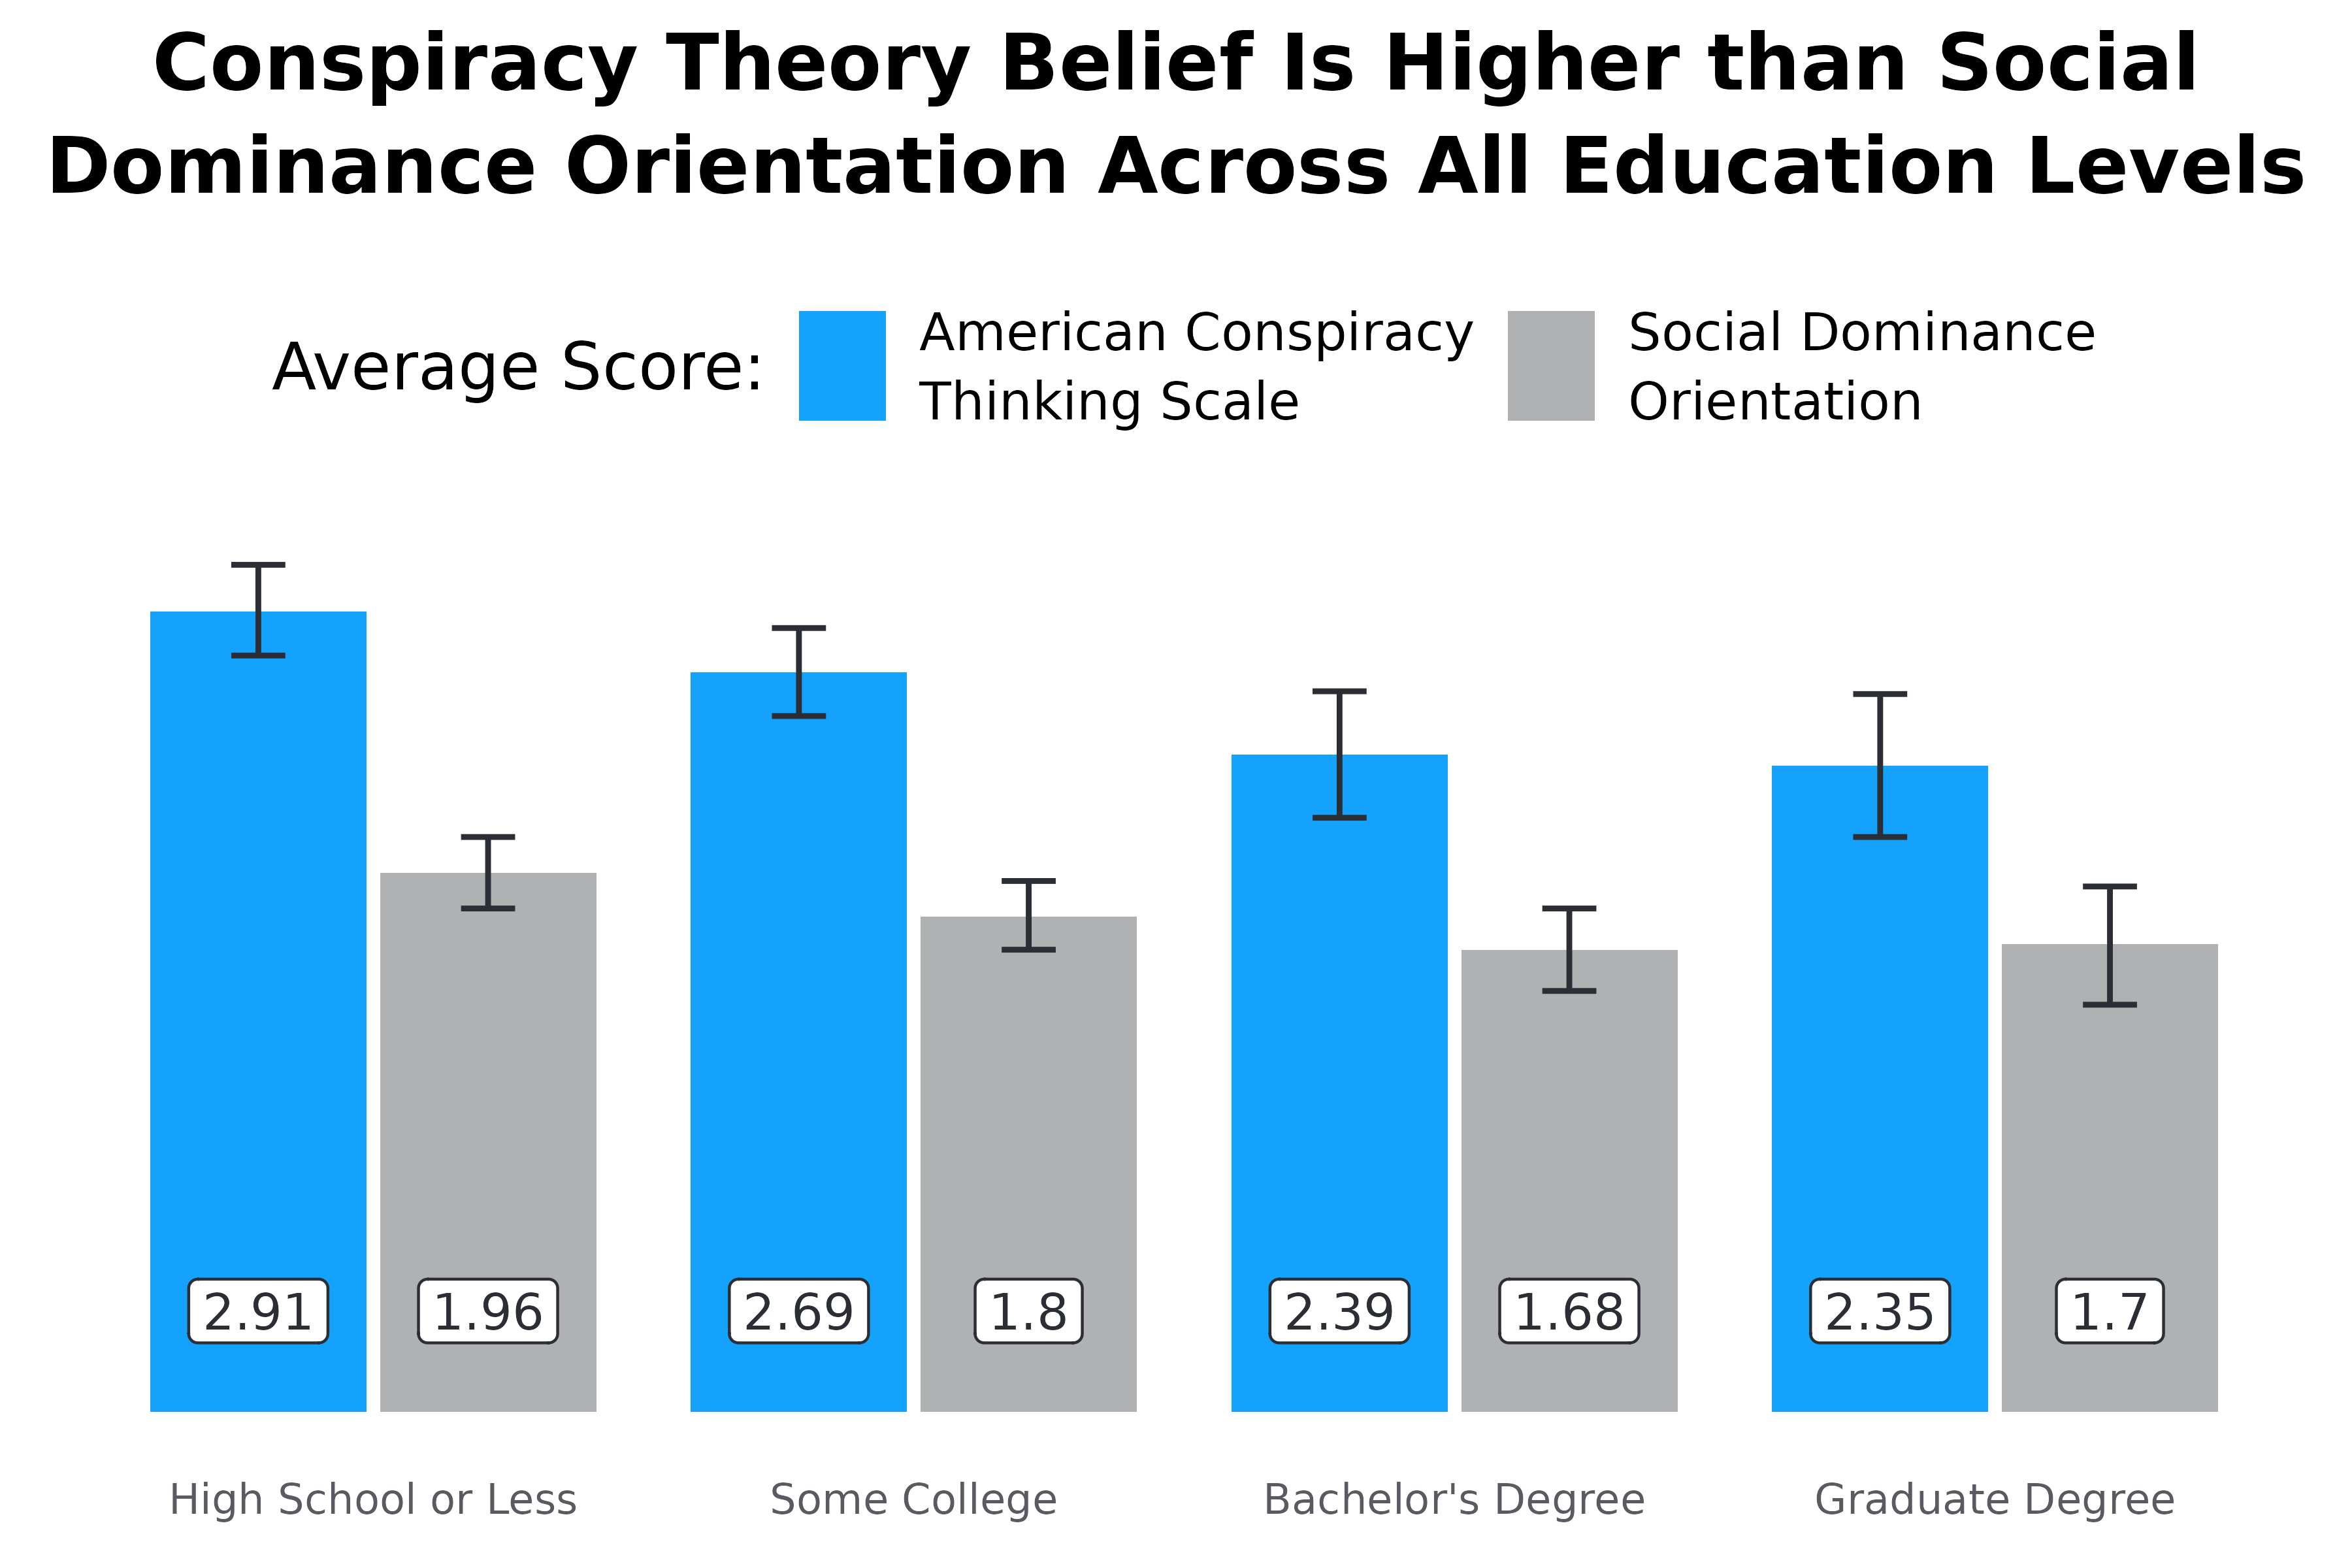 Conspiracy Theory Belief Is Higher than Social
Dominance Orientation Across All Education Levels
Average Score:
American Conspiracy
Thinking Scale
Social Dominance
Orientation
2.91
1.96
2.69
1.8
2.39
1.68
2.35
1.7
High School or Less
Some College
Bachelor's Degree
Graduate Degree